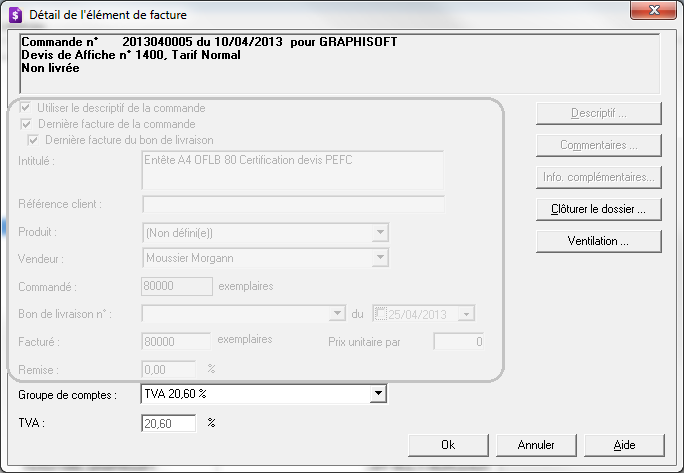 Détail de l'élément de facture
Commande n° 2013040005 du 10/04/2013 pour GRAPHISOFT
Devis de Affiche n° 1400, Tarif Normal
Non livrée
Utiliser le descriptif de la commande
Dernière facture de la commande
Dernière facture du bon de livraison
Intitulé : Entête A4 OFLB 80 Certification devis PEFC
Référence client :
Produit : (Non défini(e))
Vendeur : Moussier Morgann
Commandé : 80000 exemplaires
Bon de livraison n° : du 25/04/2013
Facturé : 80000 exemplaires Prix unitaire par 0
Remise : 0,00 %
Groupe de comptes : TVA 20,60 %
TVA : 20,60 %
Descriptif ...
Commentaires ...
Info. complémentaires...
Clôturer le dossier ...
Ventilation ...
Ok Annuler Aide